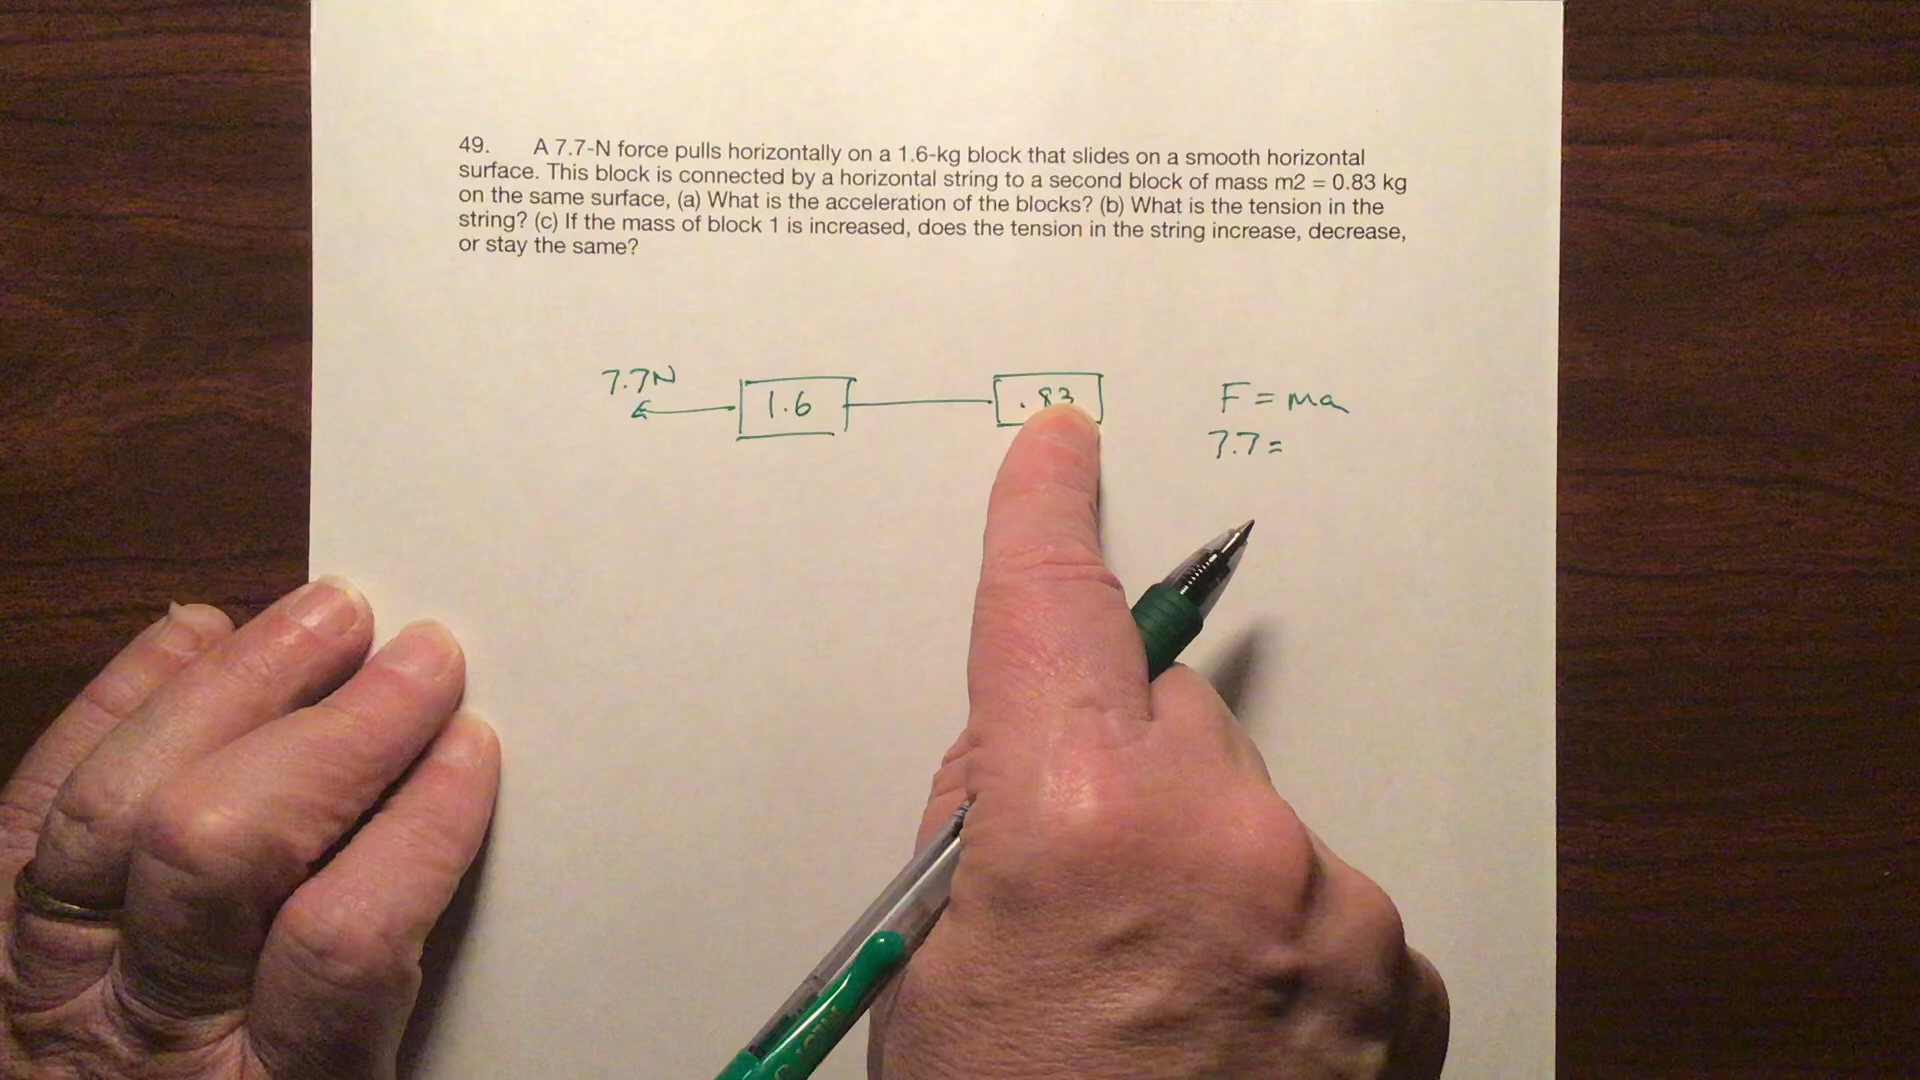 49. A 7.7-N force pulls horizontally on a 1.6-kg block that slides on a smooth horizontal
surface. This block is connected by a horizontal string to a second block of mass m2 = 0.83 kg
on the same surface, (a) What is the acceleration of the blocks? (b) What is the tension in the
string? (c) If the mass of block 1 is increased, does the tension in the string increase, decrease,
or stay the same?
7.7N
1.6
.83
F = ma
7.7 =